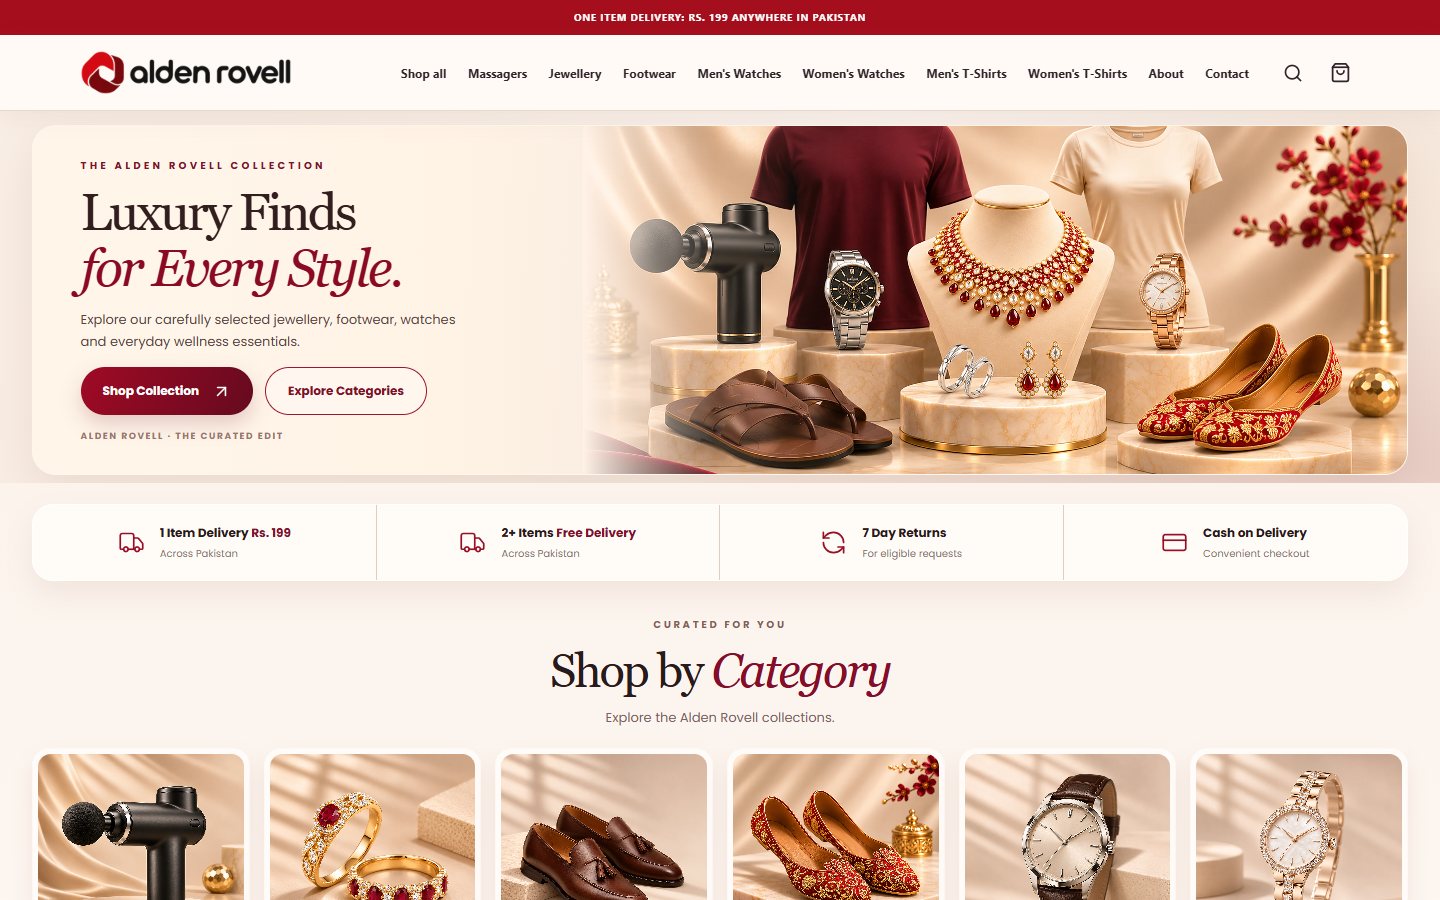 ONE ITEM DELIVERY: RS. 199 ANYWHERE IN PAKISTAN
alden rovell
Shop all
Massagers
Jewellery
Footwear
Men's Watches
Women's Watches
Men's T-Shirts
Women's T-Shirts
About
Contact
THE ALDEN ROVELL COLLECTION
Luxury Finds
for Every Style.
Explore our carefully selected jewellery, footwear, watches
and everyday wellness essentials.
Shop Collection
Explore Categories
ALDEN ROVELL · THE CURATED EDIT
1 Item Delivery Rs. 199
Across Pakistan
2+ Items Free Delivery
Across Pakistan
7 Day Returns
For eligible requests
Cash on Delivery
Convenient checkout
CURATED FOR YOU
Shop by Category
Explore the Alden Rovell collections.